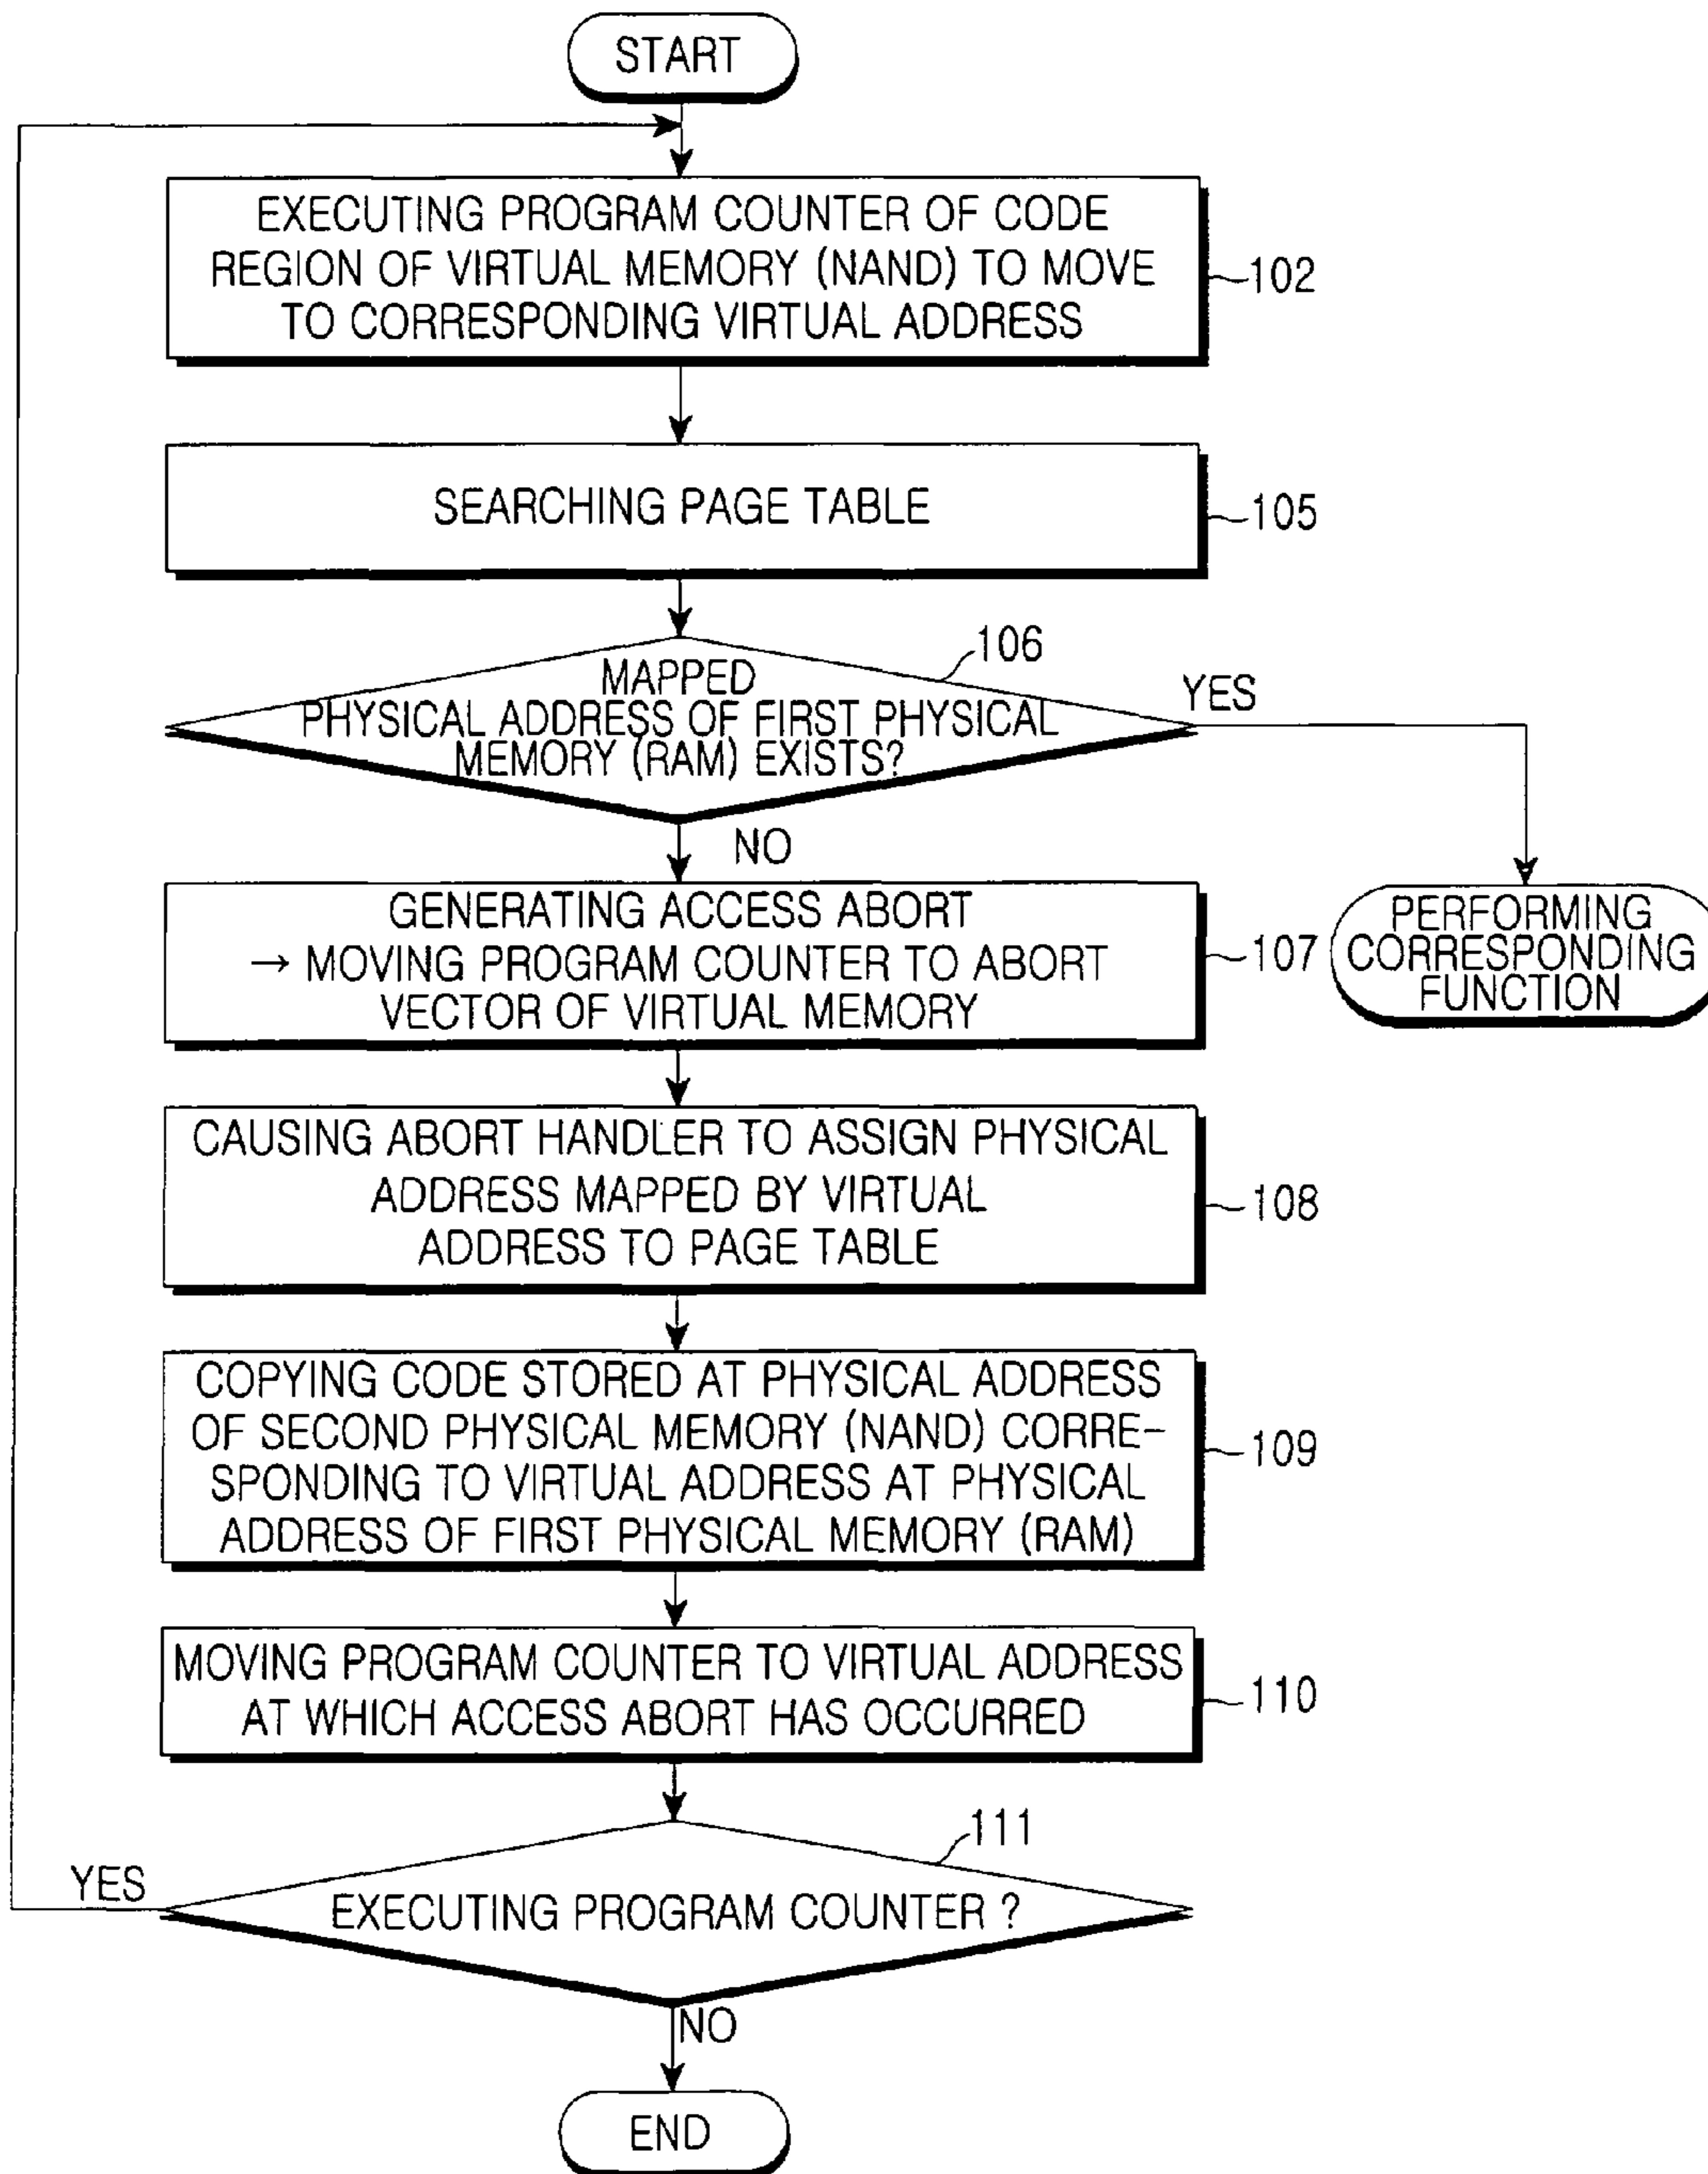 START
EXECUTING PROGRAM COUNTER OF CODE
REGION OF VIRTUAL MEMORY (NAND) TO MOVE
TO CORRESPONDING VIRTUAL ADDRESS
102
SEARCHING PAGE TABLE
105
106
MAPPED
PHYSICAL ADDRESS OF FIRST PHYSICAL
MEMORY (RAM) EXISTS?
YES
NO
GENERATING ACCESS ABORT
→ MOVING PROGRAM COUNTER TO ABORT
VECTOR OF VIRTUAL MEMORY
107
PERFORMING
CORRESPONDING
FUNCTION
CAUSING ABORT HANDLER TO ASSIGN PHYSICAL
ADDRESS MAPPED BY VIRTUAL
ADDRESS TO PAGE TABLE
108
COPYING CODE STORED AT PHYSICAL ADDRESS
OF SECOND PHYSICAL MEMORY (NAND) CORRE-
SPONDING TO VIRTUAL ADDRESS AT PHYSICAL
ADDRESS OF FIRST PHYSICAL MEMORY (RAM)
109
MOVING PROGRAM COUNTER TO VIRTUAL ADDRESS
AT WHICH ACCESS ABORT HAS OCCURRED
110
111
YES
EXECUTING PROGRAM COUNTER ?
NO
END